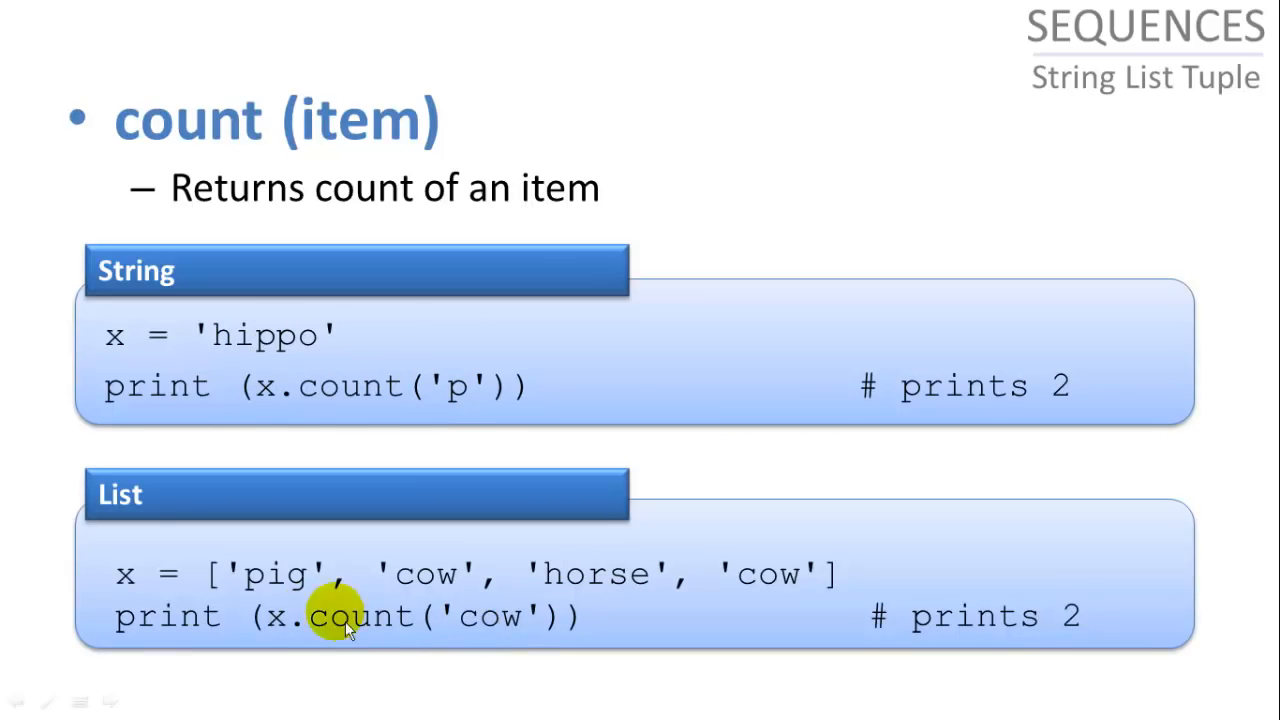 SEQUENCES
String List Tuple
• count (item)
– Returns count of an item
String
x = 'hippo'
print (x.count('p')) # prints 2
List
x = ['pig', 'cow', 'horse', 'cow']
print (x.count('cow')) # prints 2